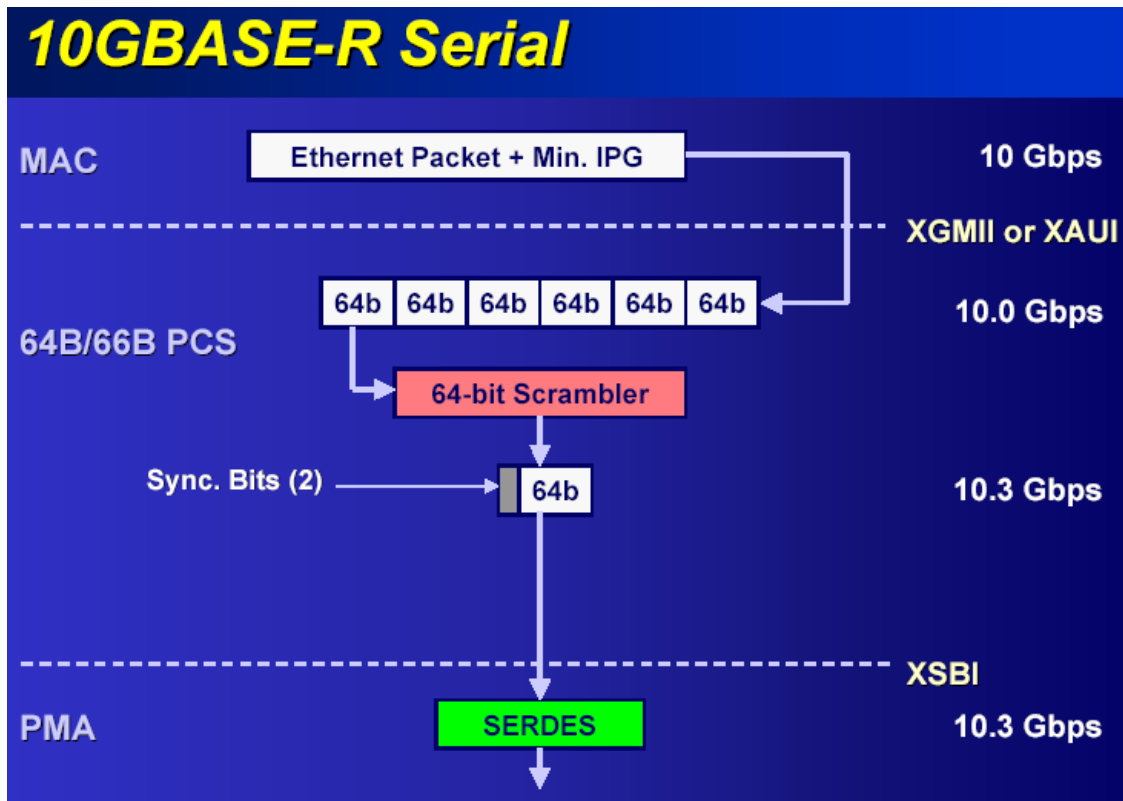 10GBASE-R Serial
MAC
Ethernet Packet + Min. IPG
10 Gbps
XGMII or XAUI
64b 64b 64b 64b 64b 64b
10.0 Gbps
64B/66B PCS
64-bit Scrambler
Sync. Bits (2)
64b
10.3 Gbps
XSBI
PMA
SERDES
10.3 Gbps